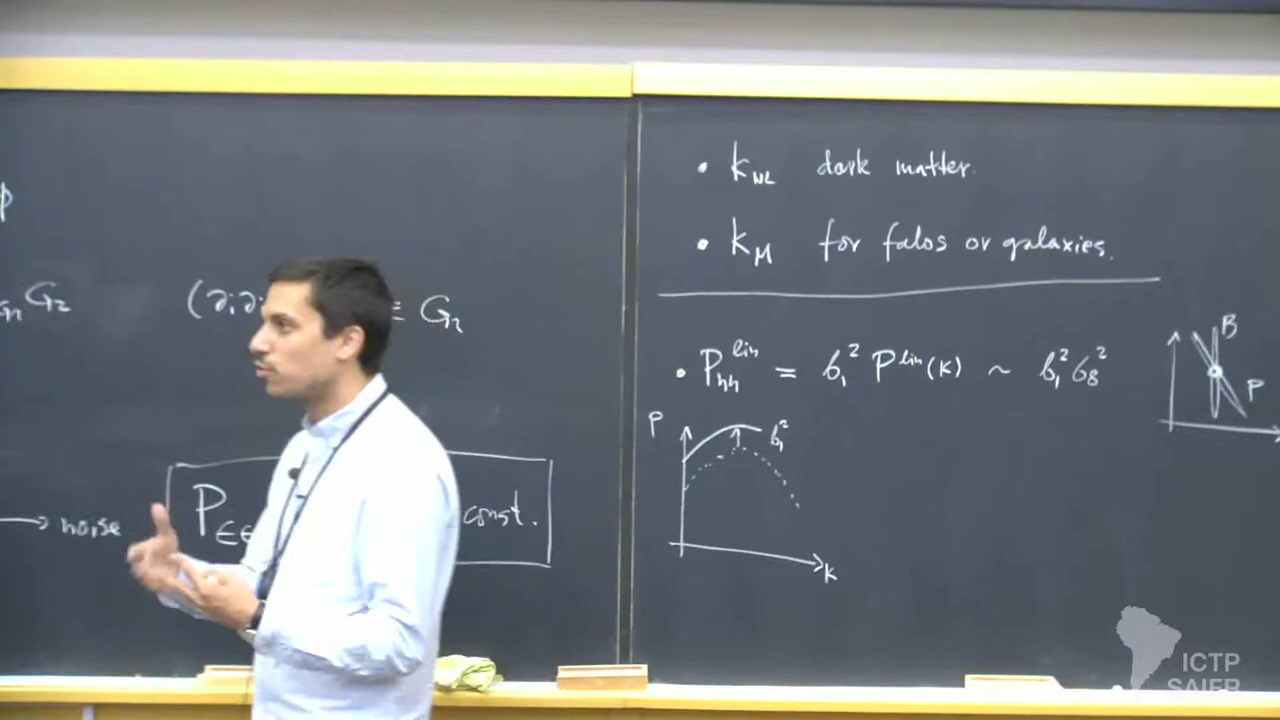 G₂
(∂ᵢ∂
≡ G₂
→ noise
P_εε
const.
• k_NL dark matter.
• k_M for falos or galaxies.
• P_hh^lin = b₁² P^lin(k) ~ b₁² σ₈²
P
b₁²
k
B
P
ICTP
SAIFR